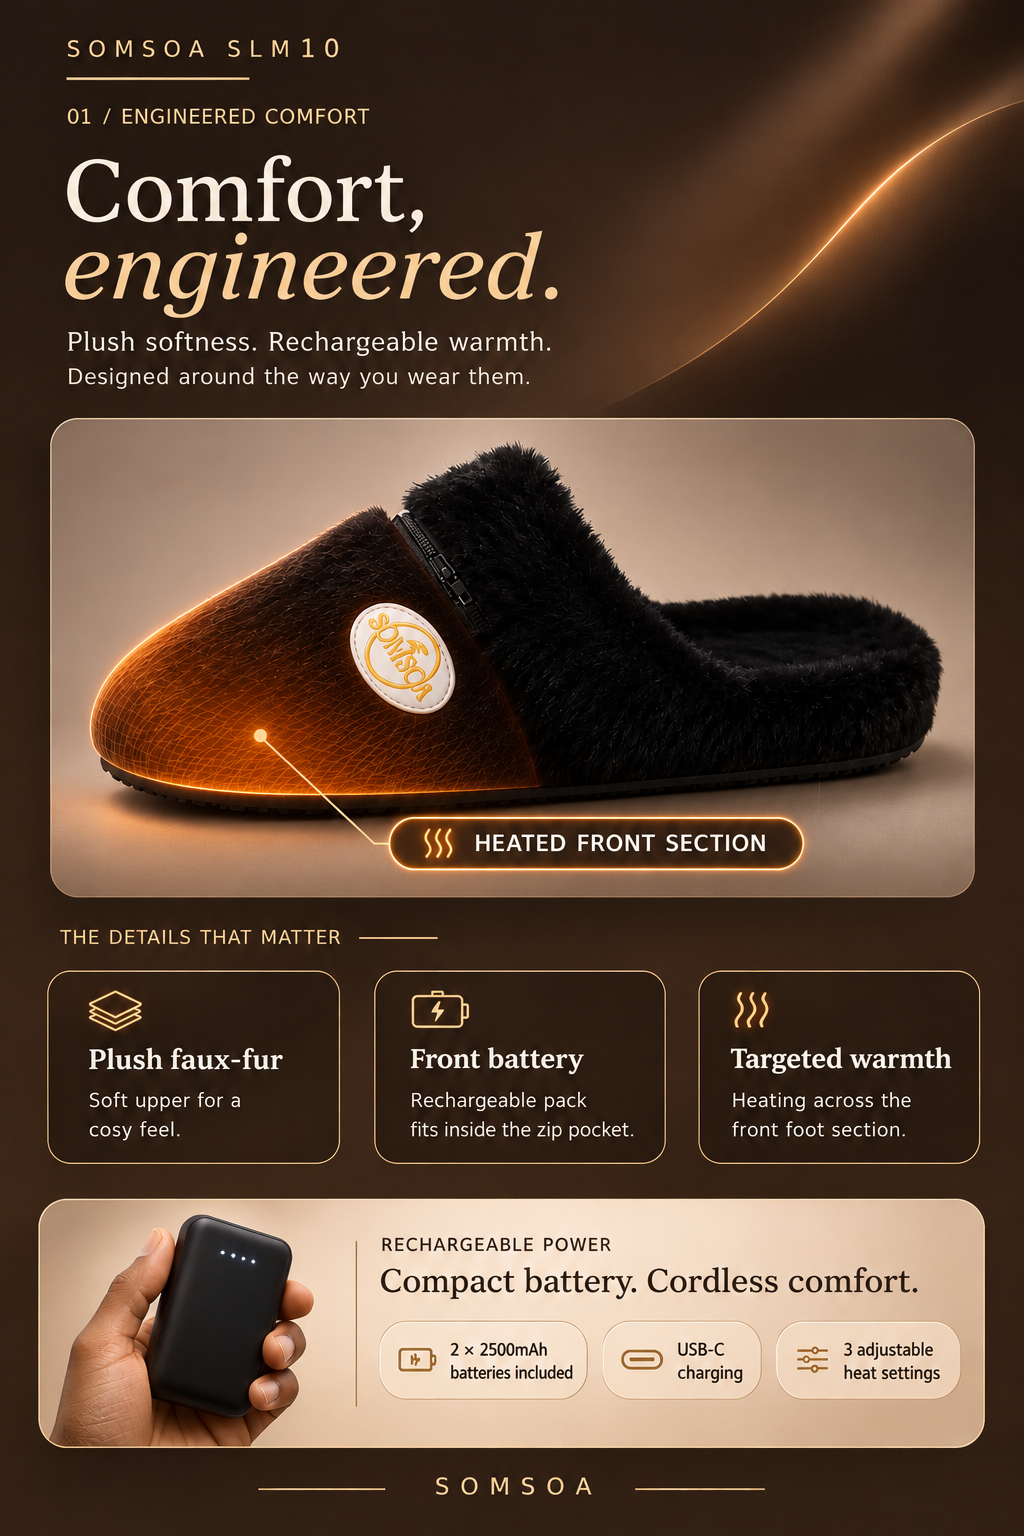 SOMSOA SLM10
01 / ENGINEERED COMFORT
Comfort,
engineered.
Plush softness. Rechargeable warmth.
Designed around the way you wear them.
SOMSOA
HEATED FRONT SECTION
THE DETAILS THAT MATTER
Plush faux-fur
Soft upper for a
cosy feel.
Front battery
Rechargeable pack
fits inside the zip pocket.
Targeted warmth
Heating across the
front foot section.
RECHARGEABLE POWER
Compact battery. Cordless comfort.
2 × 2500mAh
batteries included
USB-C
charging
3 adjustable
heat settings
SOMSOA